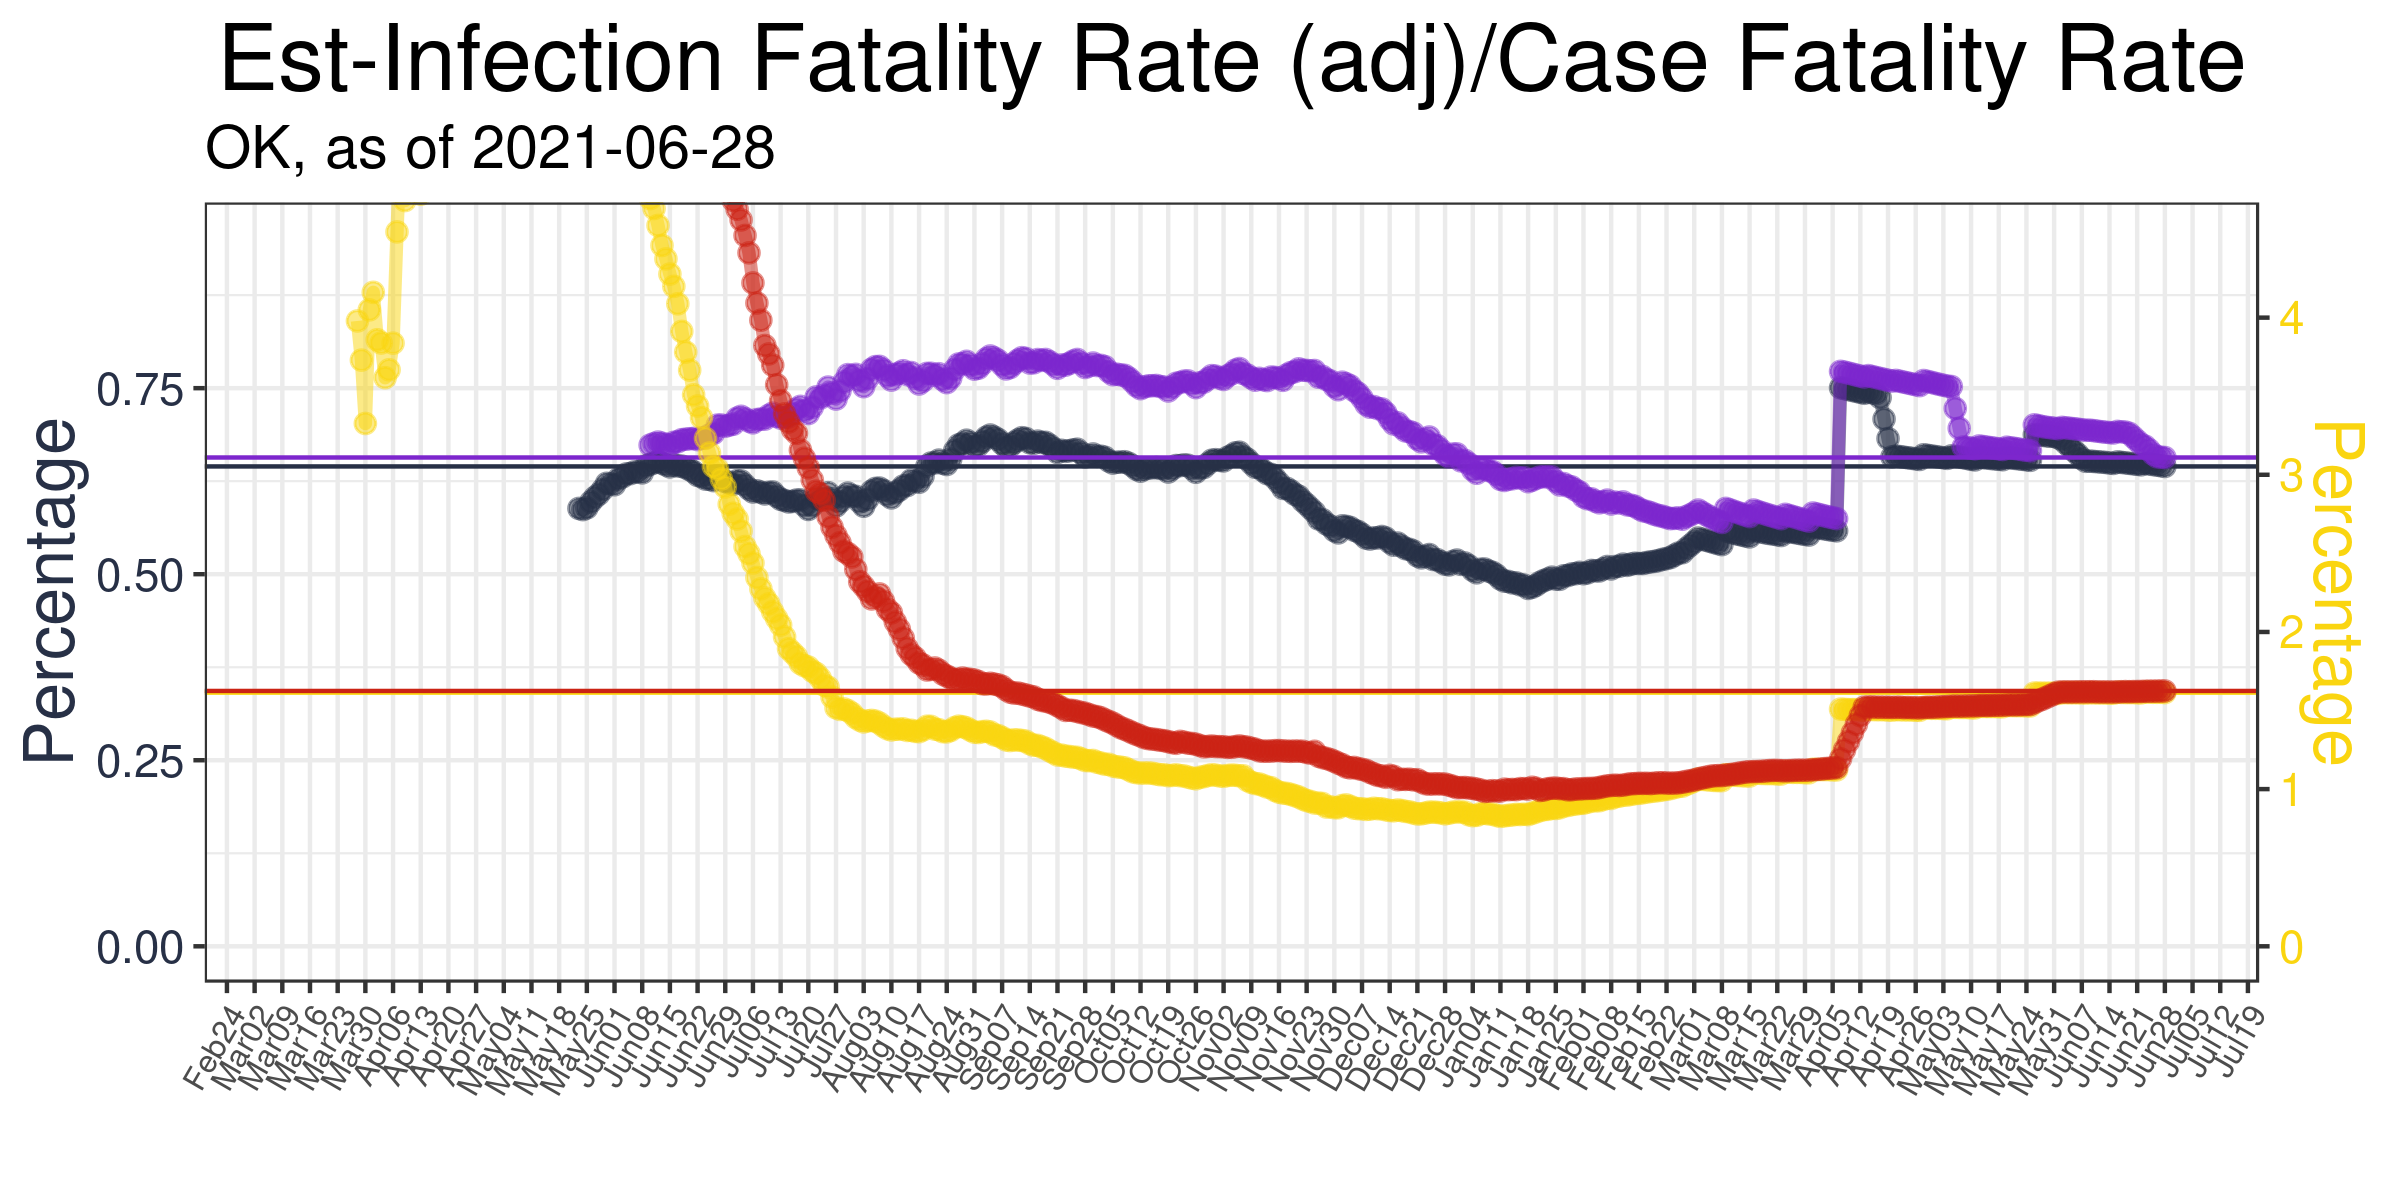 Est-Infection Fatality Rate (adj)/Case Fatality Rate
OK, as of 2021-06-28
Percentage
0.75
0.50
0.25
0.00
4
3
2
1
0
Percentage
Feb24
Mar02
Mar09
Mar16
Mar23
Mar30
Apr06
Apr13
Apr20
Apr27
May04
May11
May18
May25
Jun01
Jun08
Jun15
Jun22
Jun29
Jul06
Jul13
Jul20
Jul27
Aug03
Aug10
Aug17
Aug24
Aug31
Sep07
Sep14
Sep21
Sep28
Oct05
Oct12
Oct19
Oct26
Nov02
Nov09
Nov16
Nov23
Nov30
Dec07
Dec14
Dec21
Dec28
Jan04
Jan11
Jan18
Jan25
Feb01
Feb08
Feb15
Feb22
Mar01
Mar08
Mar15
Mar22
Mar29
Apr05
Apr12
Apr19
Apr26
May03
May10
May17
May24
May31
Jun07
Jun14
Jun21
Jun28
Jul05
Jul12
Jul19